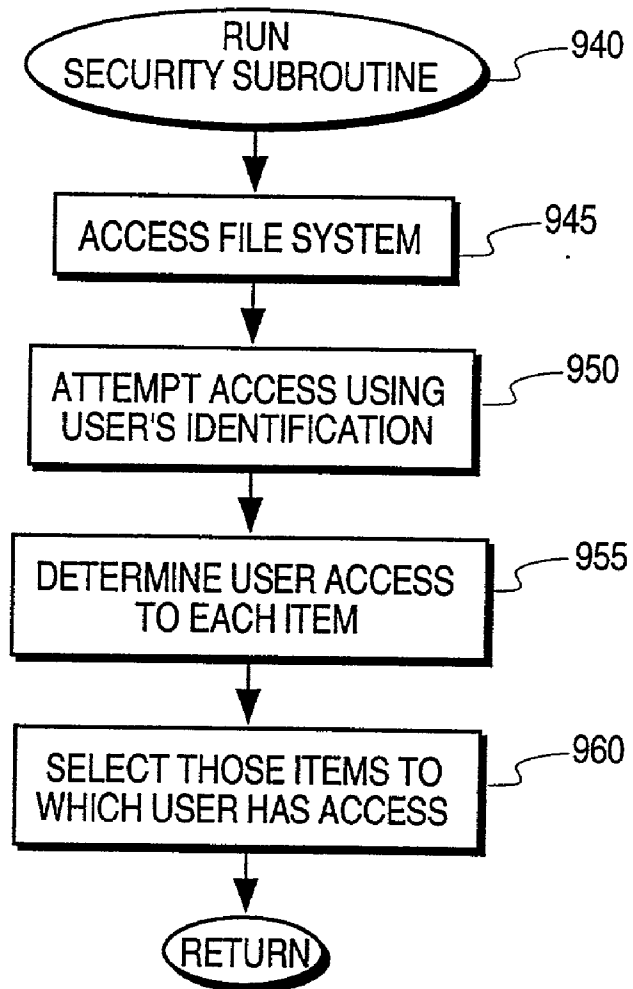 RUN
SECURITY SUBROUTINE
940
ACCESS FILE SYSTEM
945
ATTEMPT ACCESS USING
USER'S IDENTIFICATION
950
DETERMINE USER ACCESS
TO EACH ITEM
955
SELECT THOSE ITEMS TO
WHICH USER HAS ACCESS
960
RETURN